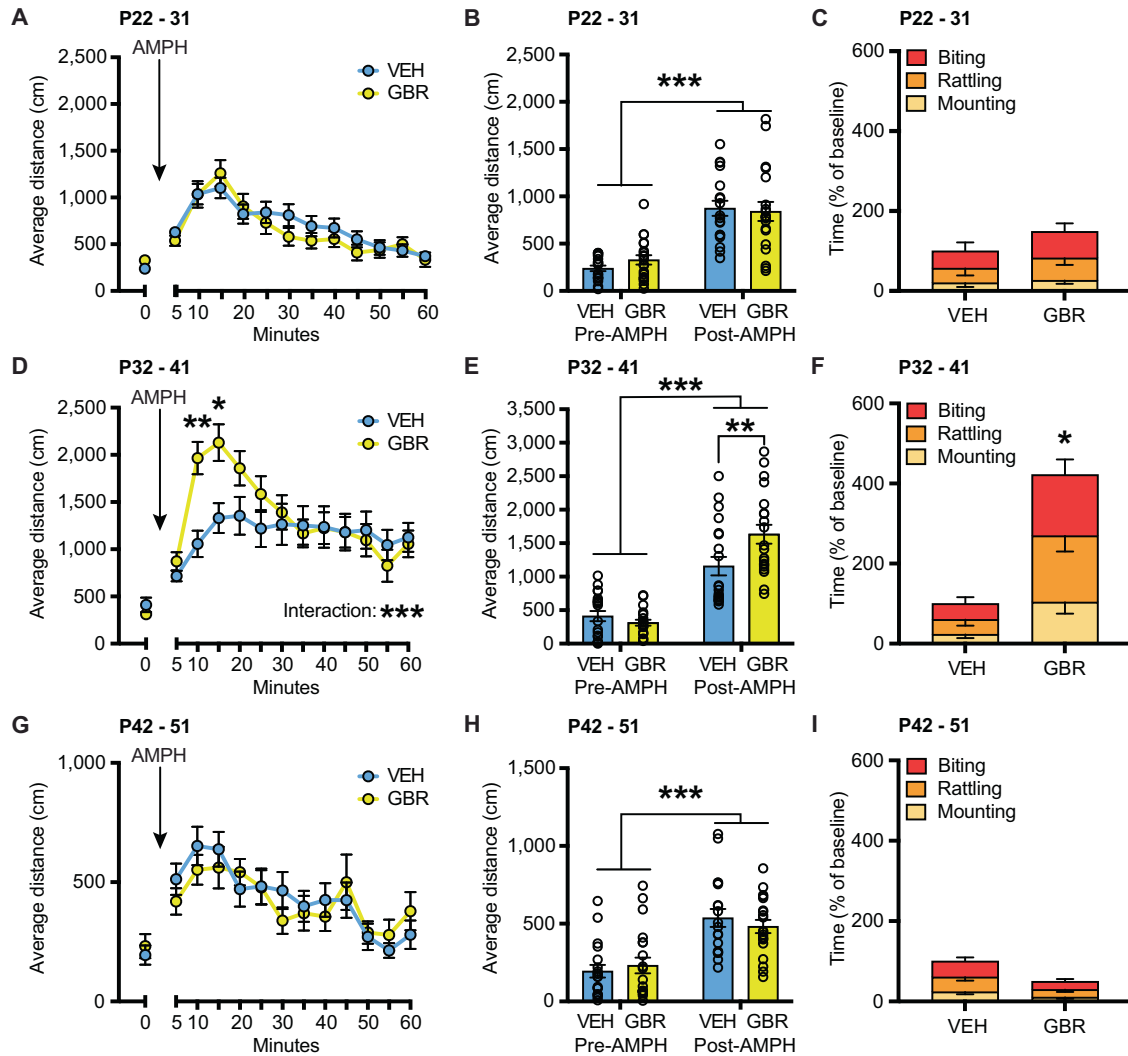 A
P22 - 31
AMPH
2,500
2,000
1,500
1,000
500
0
Average distance (cm)
VEH
GBR
0 5 10 20 30 40 50 60
Minutes
B
P22 - 31
2,500
2,000
1,500
1,000
500
0
Average distance (cm)
***
VEH GBR VEH GBR
Pre-AMPH Post-AMPH
C
P22 - 31
600
400
200
0
Time (% of baseline)
Biting
Rattling
Mounting
VEH GBR
D
P32 - 41
AMPH
2,500
2,000
1,500
1,000
500
0
Average distance (cm)
** *
VEH
GBR
Interaction: ***
0 5 10 20 30 40 50 60
Minutes
E
P32 - 41
3,500
3,000
2,500
2,000
1,500
1,000
500
0
Average distance (cm)
***
**
VEH GBR VEH GBR
Pre-AMPH Post-AMPH
F
P32 - 41
600
400
200
0
Time (% of baseline)
Biting
Rattling
Mounting
*
VEH GBR
G
P42 - 51
AMPH
1,000
500
0
Average distance (cm)
VEH
GBR
0 5 10 20 30 40 50 60
Minutes
H
P42 - 51
1,500
1,000
500
0
Average distance (cm)
***
VEH GBR VEH GBR
Pre-AMPH Post-AMPH
I
P42 - 51
600
400
200
0
Time (% of baseline)
Biting
Rattling
Mounting
VEH GBR